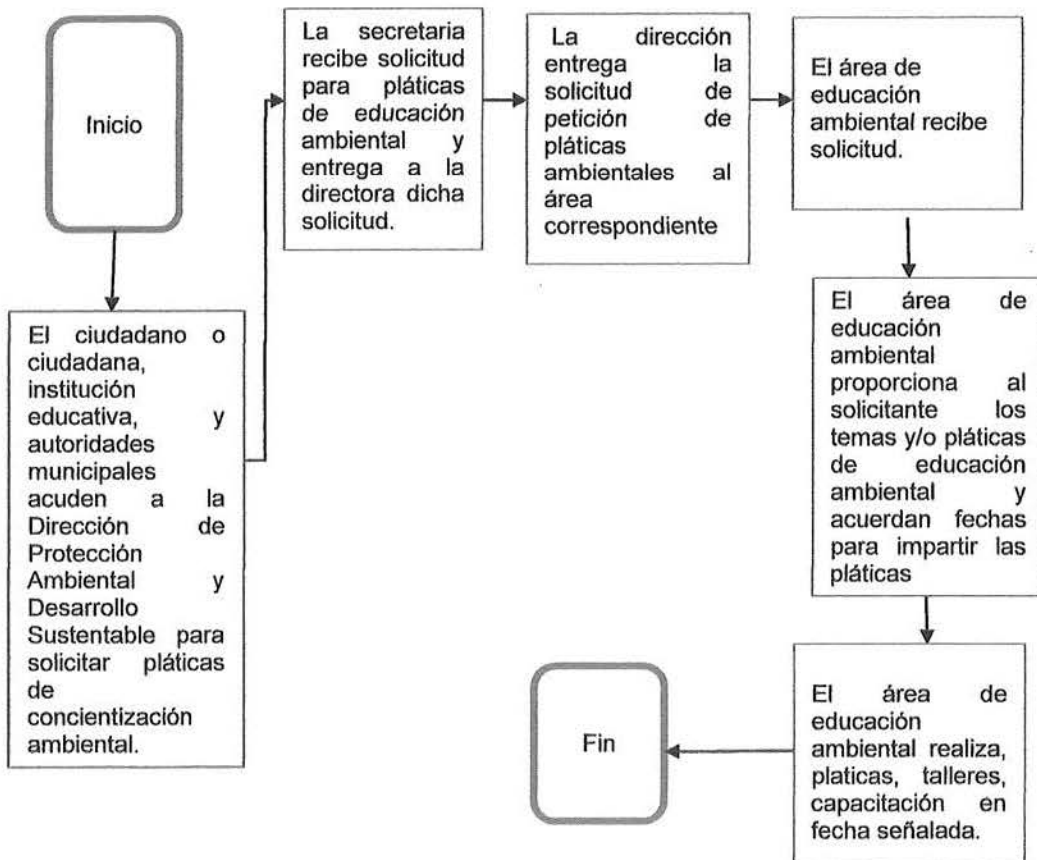 Inicio
El ciudadano o
ciudadana,
institución
educativa, y
autoridades
municipales
acuden a la
Dirección de
Protección
Ambiental y
Desarrollo
Sustentable para
solicitar pláticas
de
concientización
ambiental.
La secretaria
recibe solicitud
para pláticas
de educación
ambiental y
entrega a la
directora dicha
solicitud.
La dirección
entrega la
solicitud de
petición de
pláticas
ambientales al
área
correspondiente
El área de
educación
ambiental recibe
solicitud.
El área de
educación
ambiental
proporciona al
solicitante los
temas y/o pláticas
de educación
ambiental y
acuerdan fechas
para impartir las
pláticas
El área de
educación
ambiental realiza,
platicas, talleres,
capacitación en
fecha señalada.
Fin